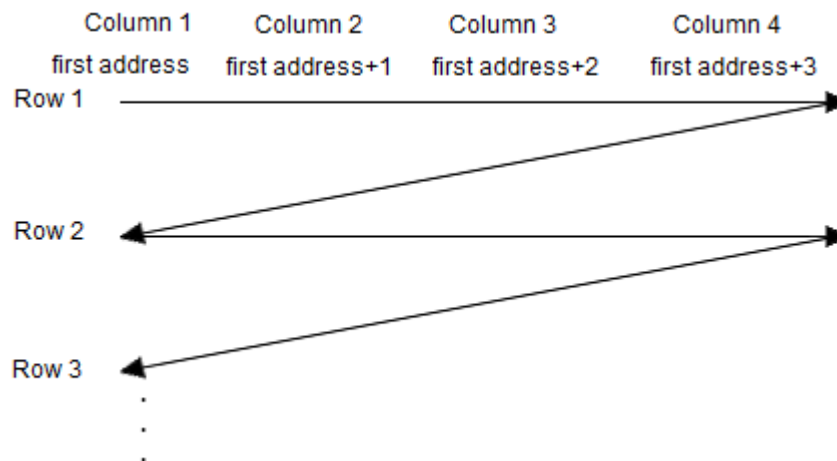 Column 1 Column 2 Column 3 Column 4
first address first address+1 first address+2 first address+3
Row 1
Row 2
Row 3